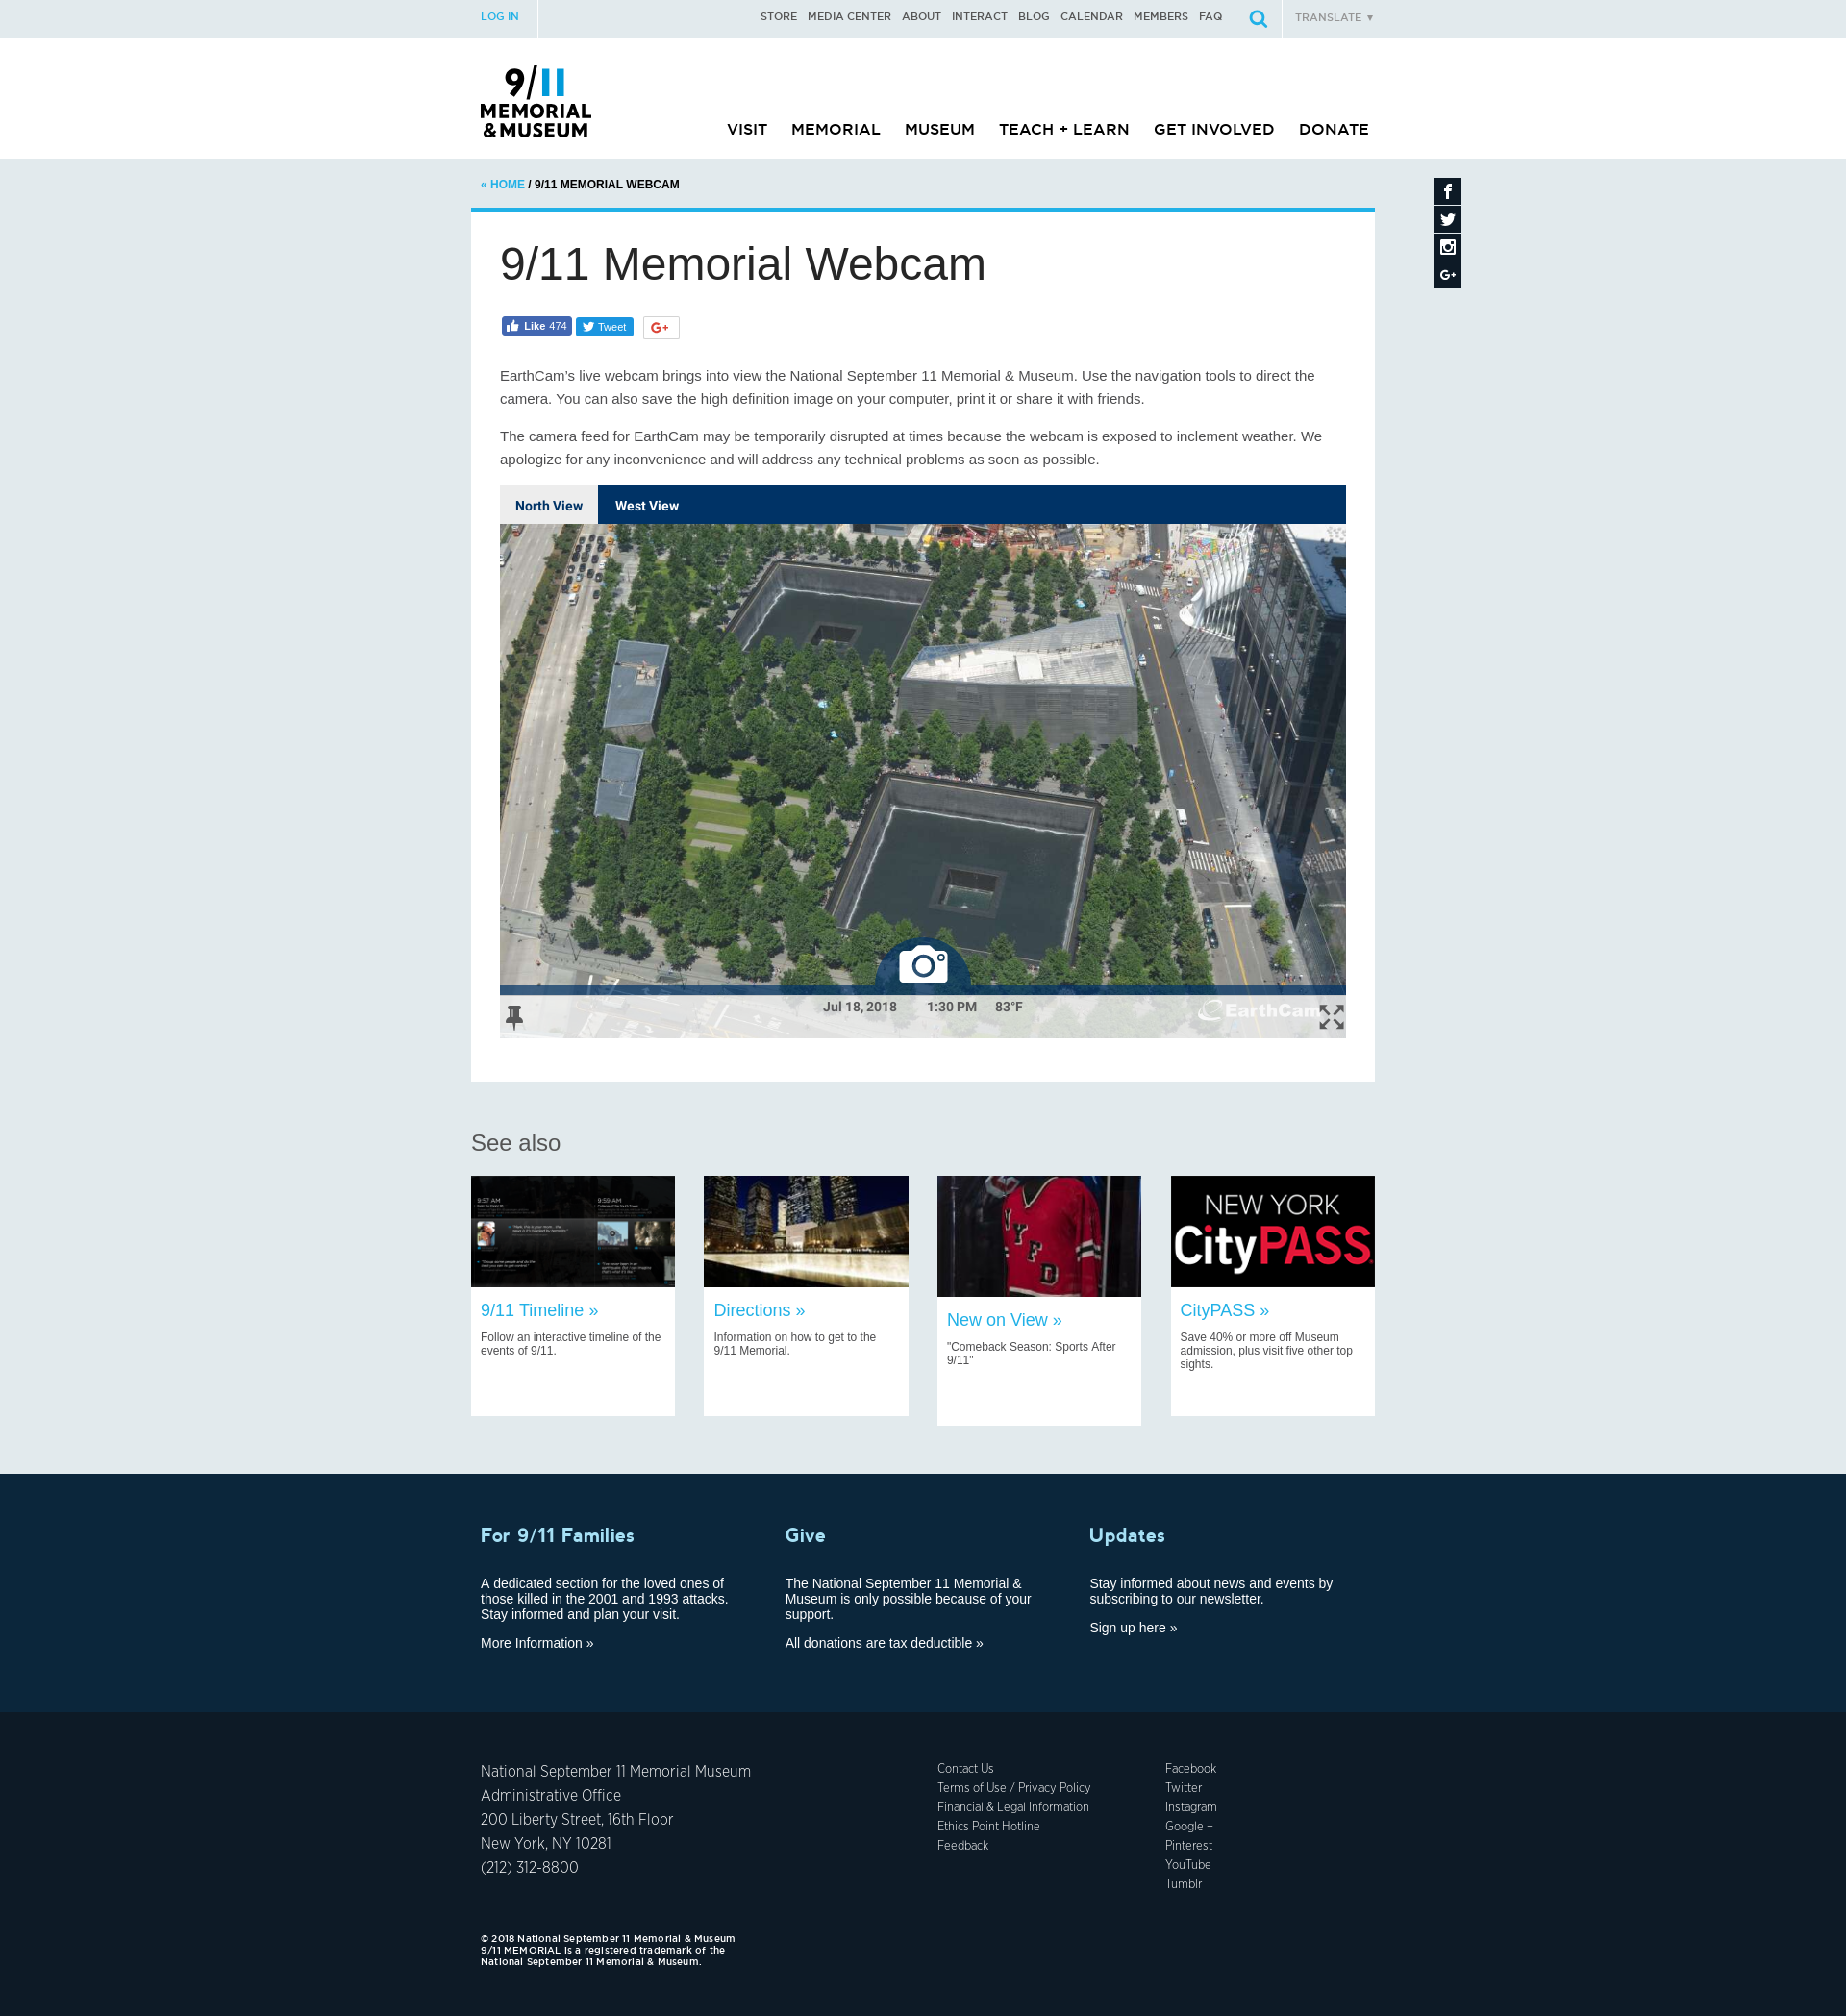 LOG IN
STORE MEDIA CENTER ABOUT INTERACT BLOG CALENDAR MEMBERS FAQ
TRANSLATE ▼
9/11
MEMORIAL
&MUSEUM
VISIT MEMORIAL MUSEUM TEACH + LEARN GET INVOLVED DONATE
« HOME / 9/11 MEMORIAL WEBCAM
9/11 Memorial Webcam
Like 474
Tweet
G+
EarthCam's live webcam brings into view the National September 11 Memorial & Museum. Use the navigation tools to direct the
camera. You can also save the high definition image on your computer, print it or share it with friends.
The camera feed for EarthCam may be temporarily disrupted at times because the webcam is exposed to inclement weather. We
apologize for any inconvenience and will address any technical problems as soon as possible.
North View West View
Jul 18, 2018 1:30 PM 83°F
EarthCam
See also
9:57 AM
9:59 AM
NYFD
NEW YORK
CityPASS
9/11 Timeline »
Follow an interactive timeline of the
events of 9/11.
Directions »
Information on how to get to the
9/11 Memorial.
New on View »
"Comeback Season: Sports After
9/11"
CityPASS »
Save 40% or more off Museum
admission, plus visit five other top
sights.
For 9/11 Families
A dedicated section for the loved ones of
those killed in the 2001 and 1993 attacks.
Stay informed and plan your visit.
More Information »
Give
The National September 11 Memorial &
Museum is only possible because of your
support.
All donations are tax deductible »
Updates
Stay informed about news and events by
subscribing to our newsletter.
Sign up here »
National September 11 Memorial Museum
Administrative Office
200 Liberty Street, 16th Floor
New York, NY 10281
(212) 312-8800
Contact Us
Terms of Use / Privacy Policy
Financial & Legal Information
Ethics Point Hotline
Feedback
Facebook
Twitter
Instagram
Google +
Pinterest
YouTube
Tumblr
© 2018 National September 11 Memorial & Museum
9/11 MEMORIAL is a registered trademark of the
National September 11 Memorial & Museum.